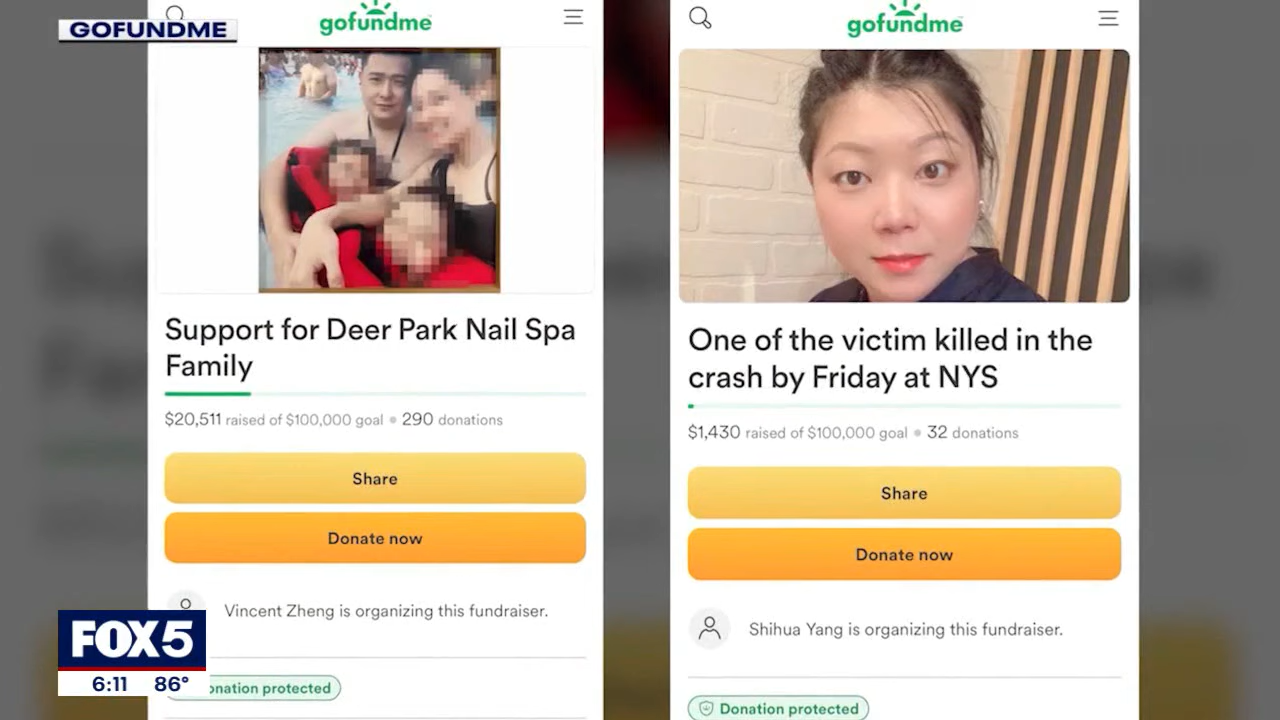 GOFUNDME
gofundme
Support for Deer Park Nail Spa
Family
$20,511 raised of $100,000 goal • 290 donations
Share
Donate now
Vincent Zheng is organizing this fundraiser.
onation protected
gofundme
One of the victim killed in the
crash by Friday at NYS
$1,430 raised of $100,000 goal • 32 donations
Share
Donate now
Shihua Yang is organizing this fundraiser.
Donation protected
FOX5
6:11 86°